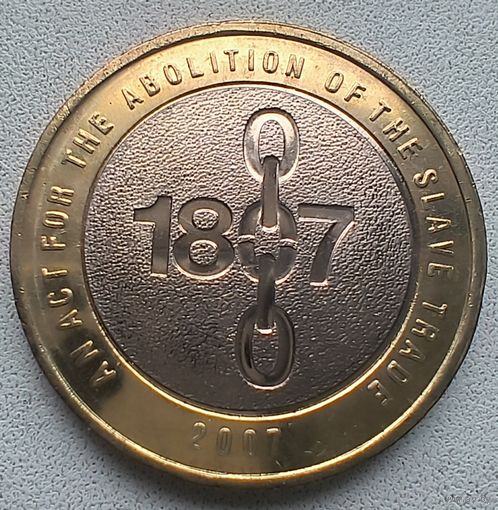 AN ACT FOR THE ABOLITION OF THE SLAVE TRADE
1807
2007